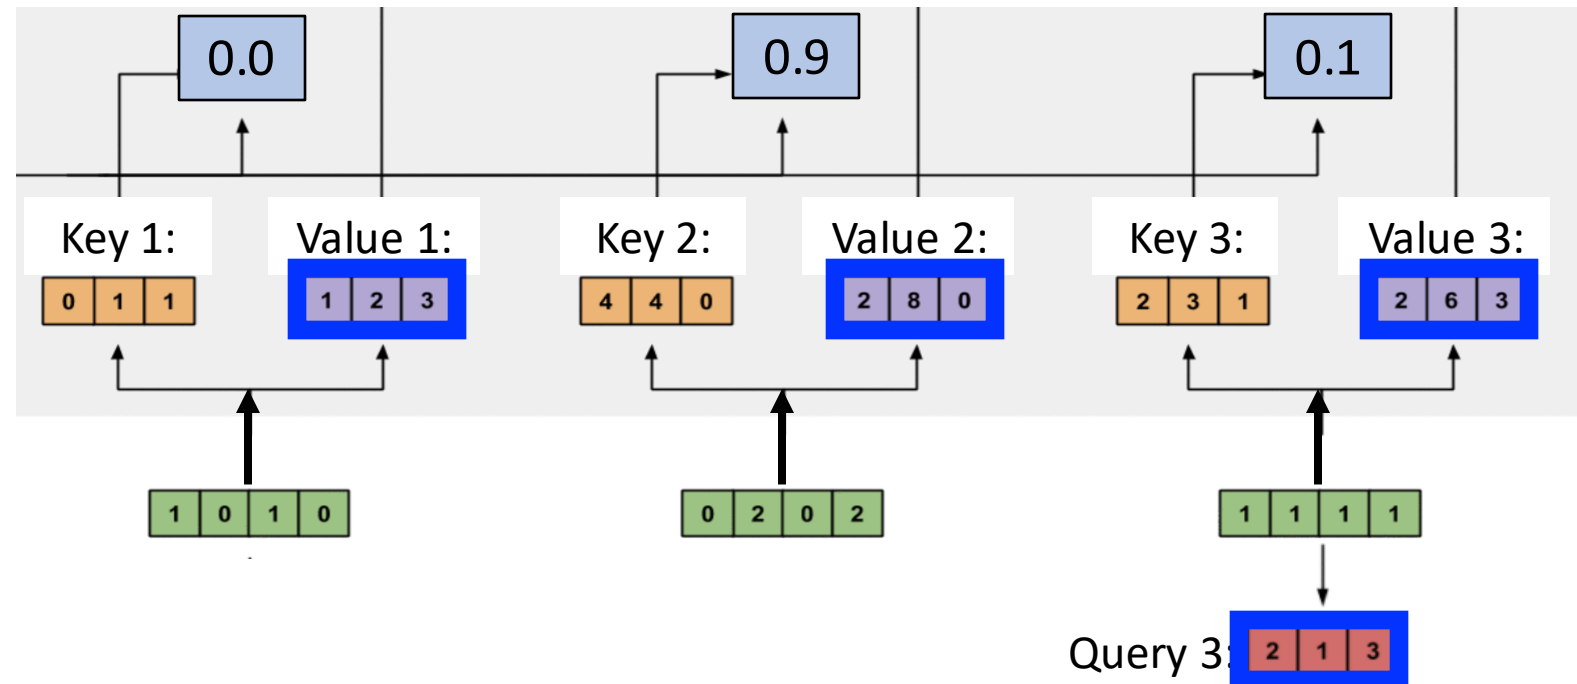 0.0 0.9 0.1
Key 1: Value 1: Key 2: Value 2: Key 3: Value 3:
0 1 1 1 2 3 4 4 0 2 8 0 2 3 1 2 6 3
1 0 1 0 0 2 0 2 1 1 1 1
Query 3: 2 1 3